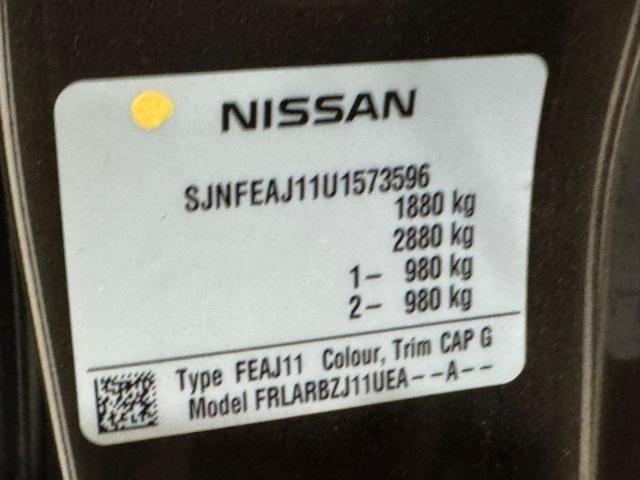 NISSAN
SJNFEAJ11U1573596
1880 kg
2880 kg
1- 980 kg
2- 980 kg
Type FEAJ11 Colour, Trim CAP G
Model FRLARBZJ11UEA--A--